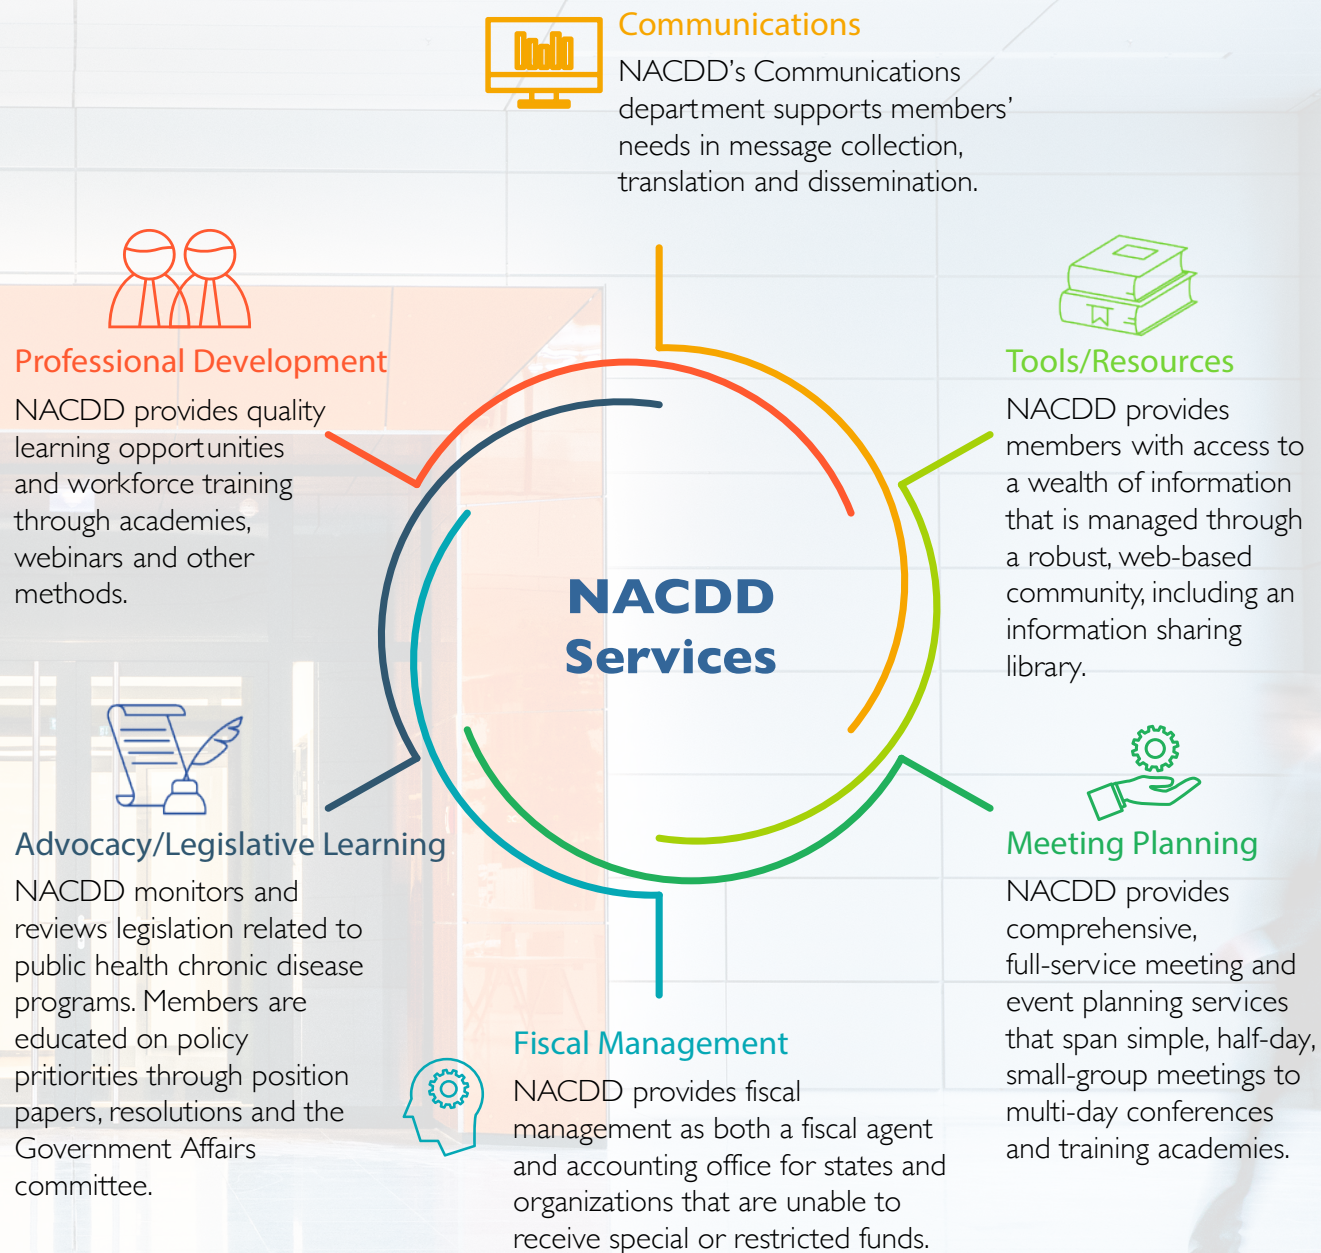 Communications
NACDD's Communications
department supports members'
needs in message collection,
translation and dissemination.
Professional Development
NACDD provides quality
learning opportunities
and workforce training
through academies,
webinars and other
methods.
Tools/Resources
NACDD provides
members with access to
a wealth of information
that is managed through
a robust, web-based
community, including an
information sharing
library.
NACDD
Services
Advocacy/Legislative Learning
NACDD monitors and
reviews legislation related to
public health chronic disease
programs. Members are
educated on policy
pritiorities through position
papers, resolutions and the
Government Affairs
committee.
Meeting Planning
NACDD provides
comprehensive,
full-service meeting and
event planning services
that span simple, half-day,
small-group meetings to
multi-day conferences
and training academies.
Fiscal Management
NACDD provides fiscal
management as both a fiscal agent
and accounting office for states and
organizations that are unable to
receive special or restricted funds.